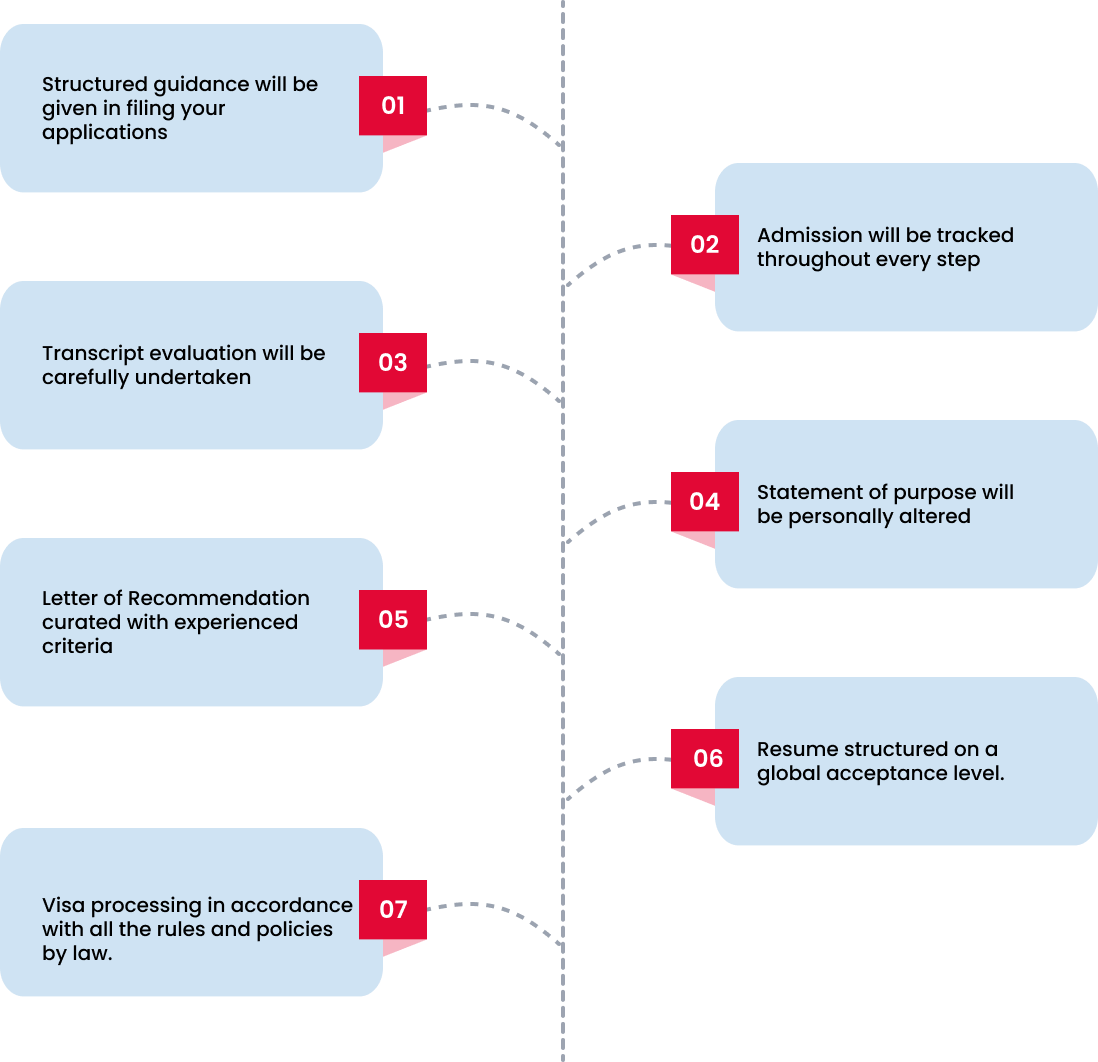 Structured guidance will be
given in filing your
applications
01
02
Admission will be tracked
throughout every step
Transcript evaluation will be
carefully undertaken
03
04
Statement of purpose will
be personally altered
Letter of Recommendation
curated with experienced
criteria
05
06
Resume structured on a
global acceptance level.
Visa processing in accordance
with all the rules and policies
by law.
07